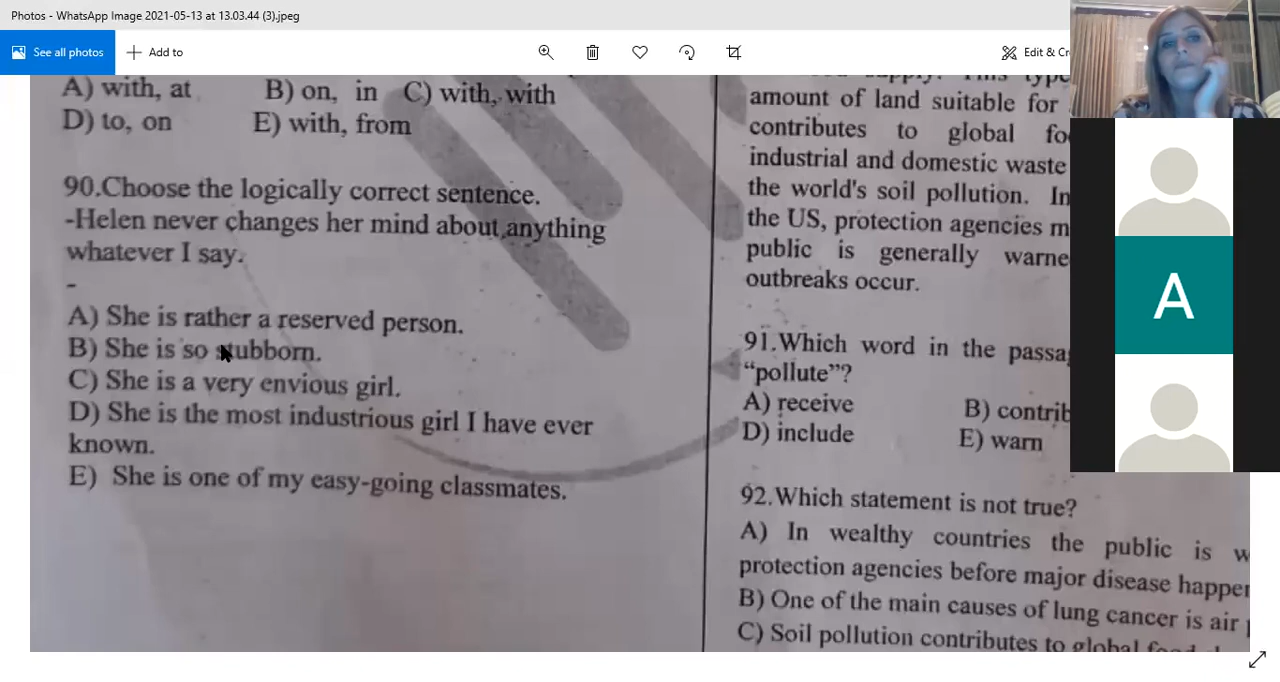 Photos - WhatsApp Image 2021-05-13 at 13.03.44 (3).jpeg
See all photos
Add to
Edit &
A) with, at B) on, in C) with, with
D) to, on E) with, from
90.Choose the logically correct sentence.
-Helen never changes her mind about anything
whatever I say.
-
A) She is rather a reserved person.
B) She is so stubborn.
C) She is a very envious girl.
D) She is the most industrious girl I have ever
known.
E) She is one of my easy-going classmates.
amount of land suitable for
contributes to global
industrial and domestic waste
the world's soil pollution. In
the US, protection agencies
public is generally
outbreaks occur.
91.Which word in the
"pollute"?
A) receive B)
D) include E) warn
92.Which statement is not true?
A) In wealthy countries the public is
protection agencies before major disease
B) One of the main causes of lung cancer is air
C) Soil pollution contributes to global
A